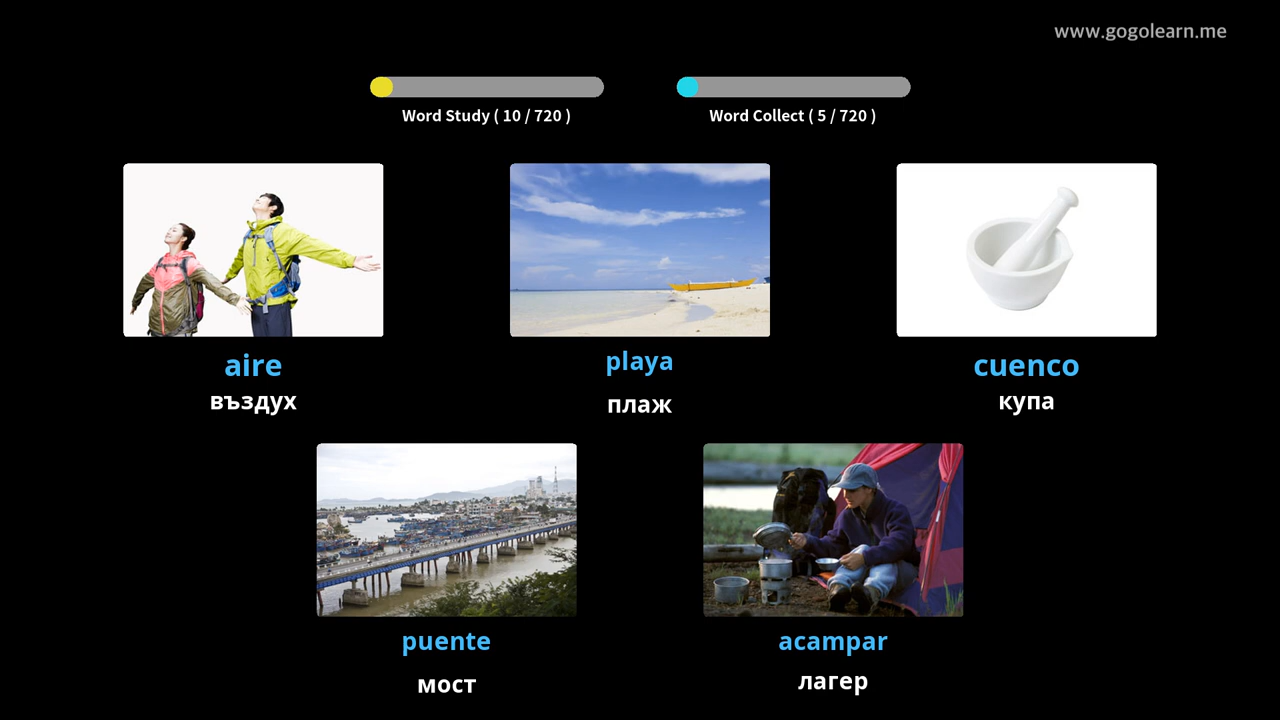 www.gogolearn.me
Word Study ( 10 / 720 )
Word Collect ( 5 / 720 )
aire
въздух
playa
плаж
cuenco
купа
puente
мост
acampar
лагер